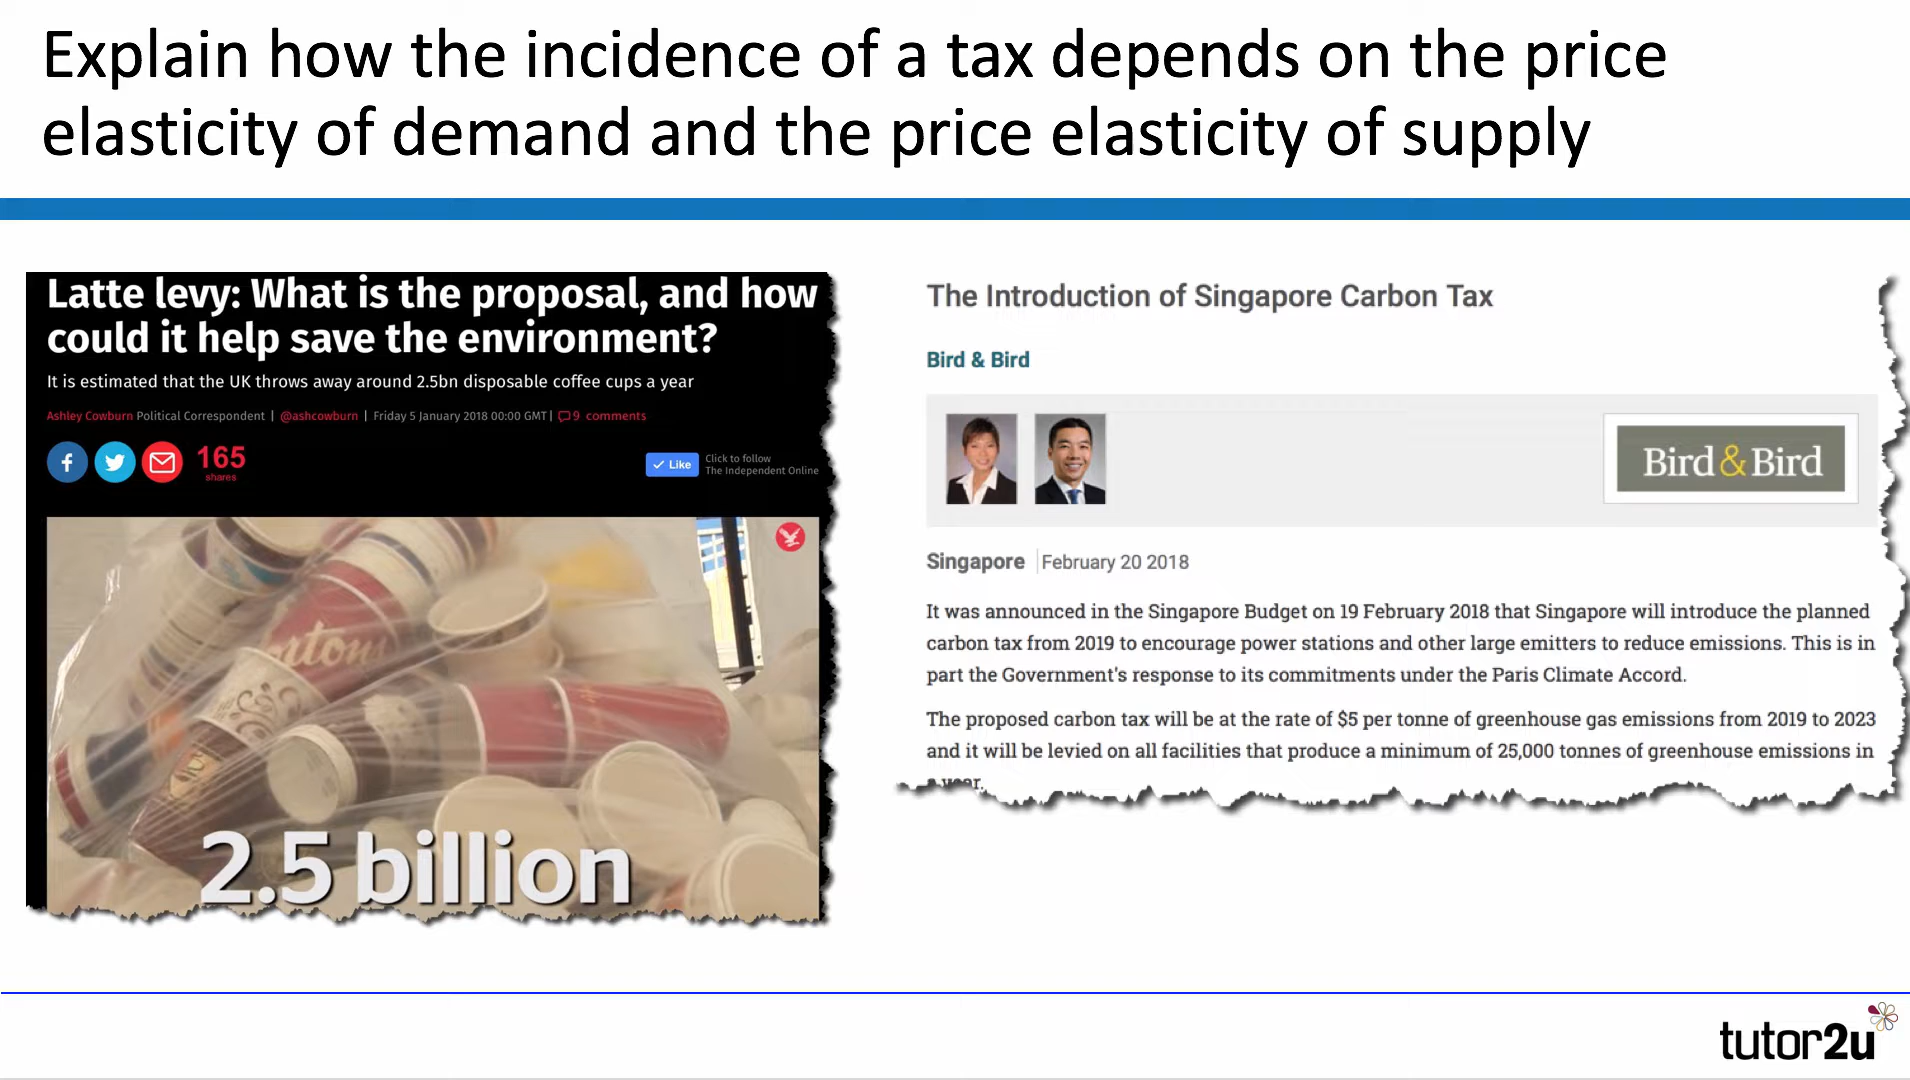 Explain how the incidence of a tax depends on the price
elasticity of demand and the price elasticity of supply
Latte levy: What is the proposal, and how
could it help save the environment?
It is estimated that the UK throws away around 2.5bn disposable coffee cups a year
Ashley Cowburn Political Correspondent | @ashcowburn | Friday 5 January 2018 00:00 GMT | 9 comments
165
shares
Like
Click to follow
The Independent Online
2.5 billion
The Introduction of Singapore Carbon Tax
Bird & Bird
Bird & Bird
Singapore | February 20 2018
It was announced in the Singapore Budget on 19 February 2018 that Singapore will introduce the planned
carbon tax from 2019 to encourage power stations and other large emitters to reduce emissions. This is in
part the Government's response to its commitments under the Paris Climate Accord.
The proposed carbon tax will be at the rate of $5 per tonne of greenhouse gas emissions from 2019 to 2023
and it will be levied on all facilities that produce a minimum of 25,000 tonnes of greenhouse emissions in
a year.
tutor2u